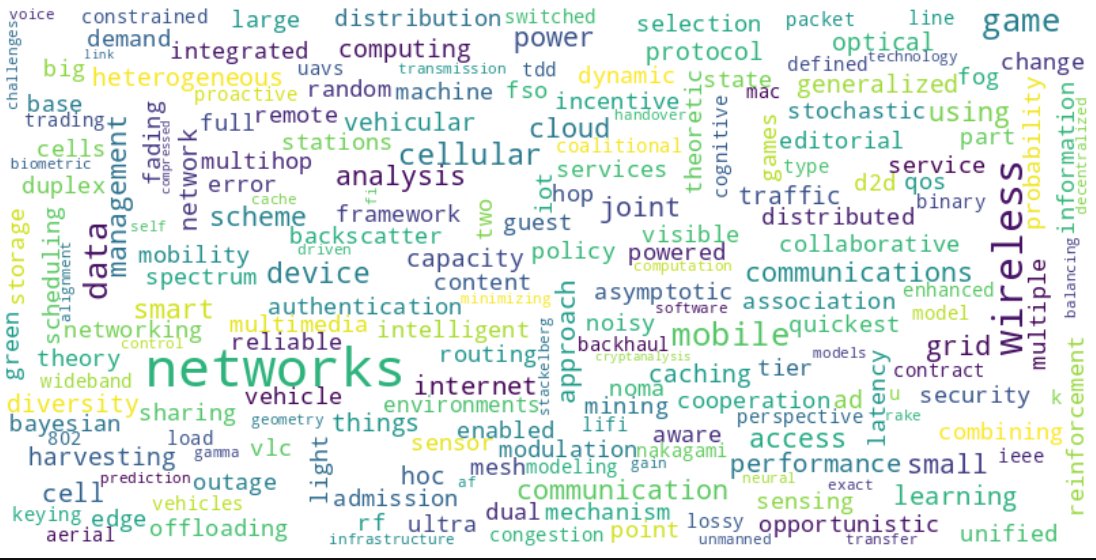 voice constrained large distribution switched selection packet line game
challenges demand integrated computing power protocol optical
link defined technology change
big heterogeneous uavs transmission tdd dynamic state generalized fog
proactive random machine fso incentive theoretic mac probability information
base remote handover cognitive stochastic using
trading management fading compressed network full vehicular cloud games editorial part decentralized
cells stations cellular coalitional
biometric multihop analysis services type service wireless
duplex error iot hop d2d qos
cache fi traffic binary
data scheme framework two guest joint distributed
storage scheduling self backscatter visible
alignment mobility driven capacity policy powered collaborative balancing
spectrum device content computation communications
smart authentication minimizing approach asymptotic association enhanced multiple
green software model
networking multimedia intelligent noisy mobile quickest
control reliable stackelberg backhaul grid
theory networks routing cryptanalysis models
wideband internet noma caching tier latency contract reinforcement
diversity vehicle environments mining cooperation ad u security k
sharing geometry things lifi perspective rake
bayesian enabled aware access combining
802 load light sensor modulation nakagami
harvesting gamma vlc mesh modeling gain performance small ieee
prediction outage hoc af neural exact
cell vehicles admission communication sensing learning
keying edge offloading rf ultra dual mechanism point lossy opportunistic unified
aerial infrastructure congestion unmanned transfer